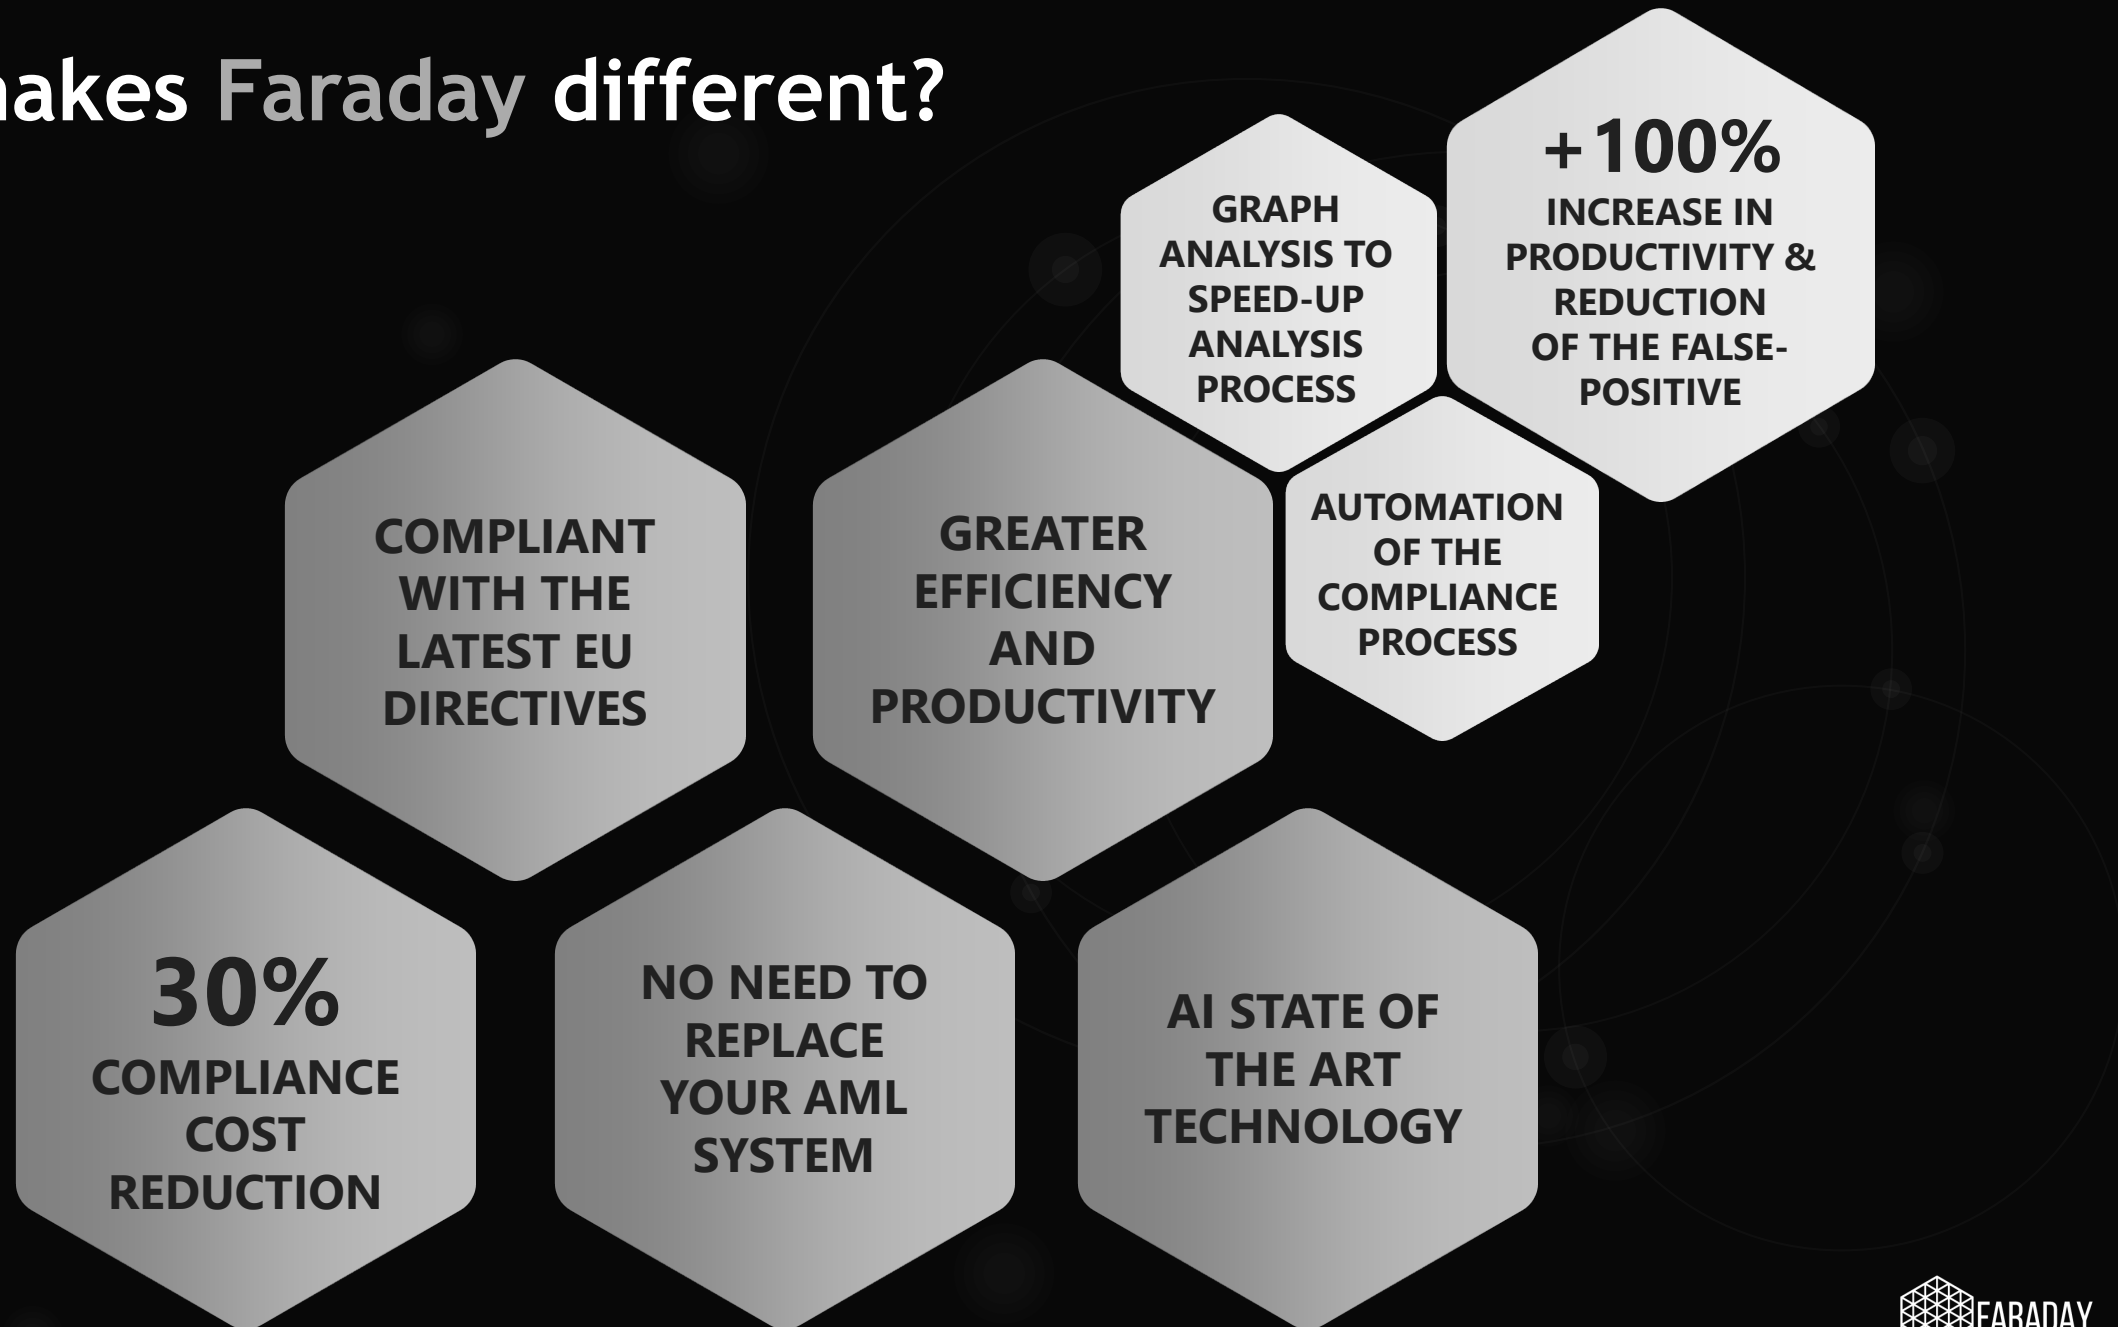 akes Faraday different?
GRAPH
ANALYSIS TO
SPEED-UP
ANALYSIS
PROCESS
+100%
INCREASE IN
PRODUCTIVITY &
REDUCTION
OF THE FALSE-
POSITIVE
COMPLIANT
WITH THE
LATEST EU
DIRECTIVES
GREATER
EFFICIENCY
AND
PRODUCTIVITY
AUTOMATION
OF THE
COMPLIANCE
PROCESS
30%
COMPLIANCE
COST
REDUCTION
NO NEED TO
REPLACE
YOUR AML
SYSTEM
AI STATE OF
THE ART
TECHNOLOGY
FARADAY